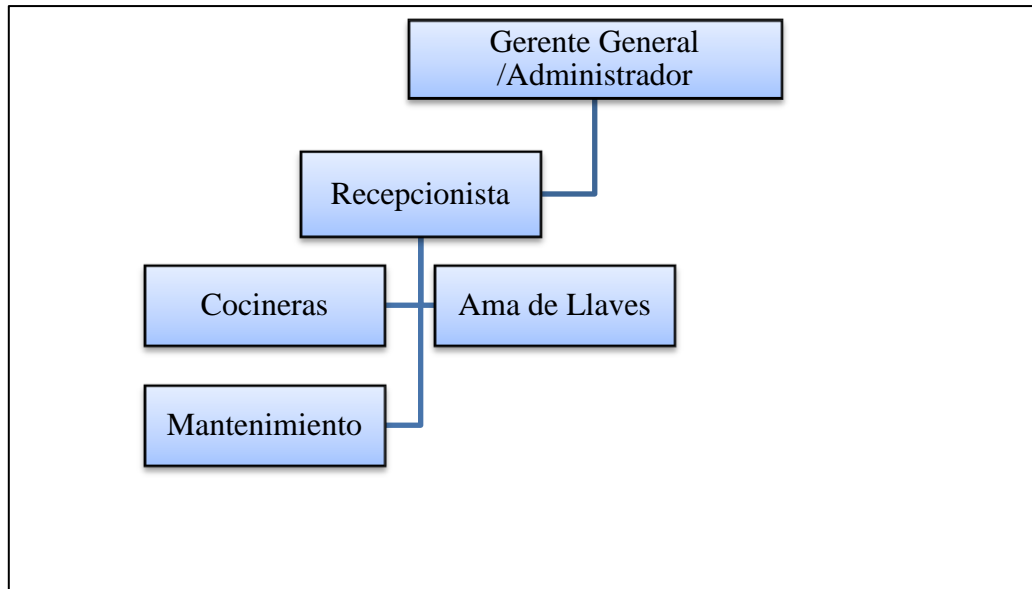 Gerente General
/Administrador
Recepcionista
Cocineras
Ama de Llaves
Mantenimiento